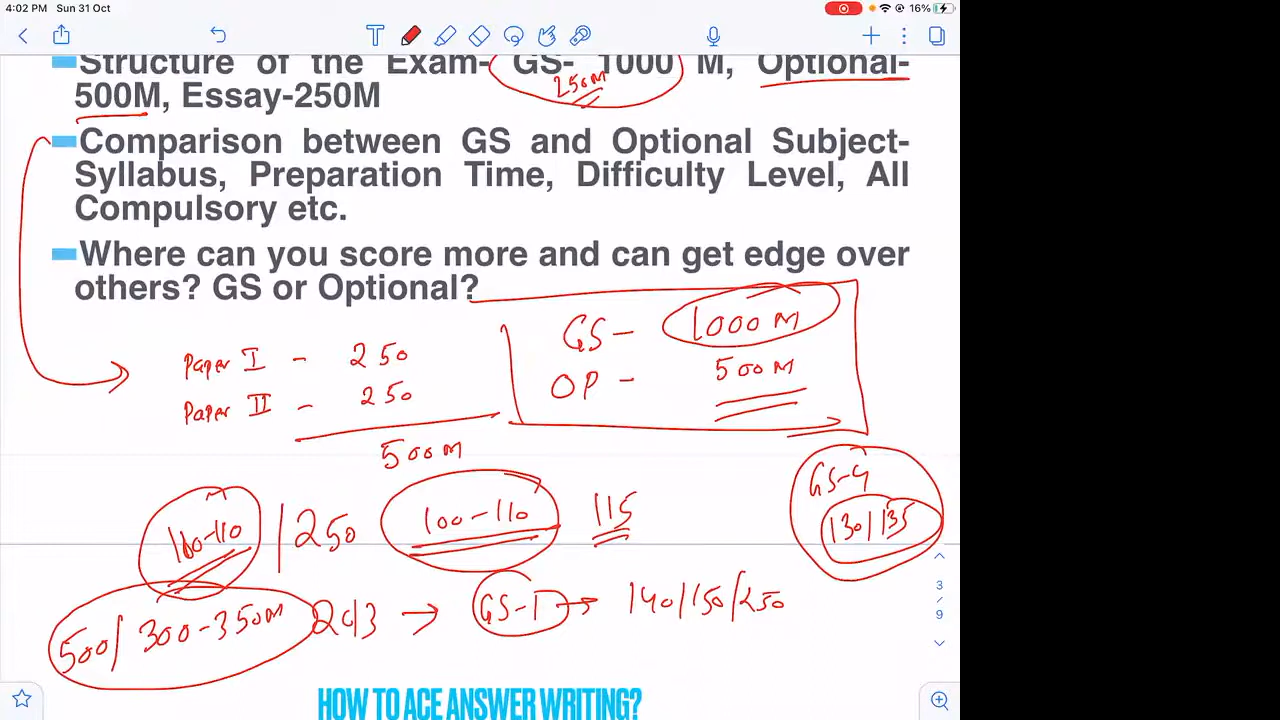 4:02 PM Sun 31 Oct
16%
Structure of the Exam- GS- 1000 M, Optional-
250M
500M, Essay-250M
Comparison between GS and Optional Subject-
Syllabus, Preparation Time, Difficulty Level, All
Compulsory etc.
Where can you score more and can get edge over
others? GS or Optional?
GS - 1000 M
OP - 500 M
Paper I - 250
Paper II - 250
500 M
GS-4
130/135
100-110 /250 100-110 115
2013 → GS-I → 140/150/250
500/ 300-350M
3
/
9
HOW TO ACE ANSWER WRITING?